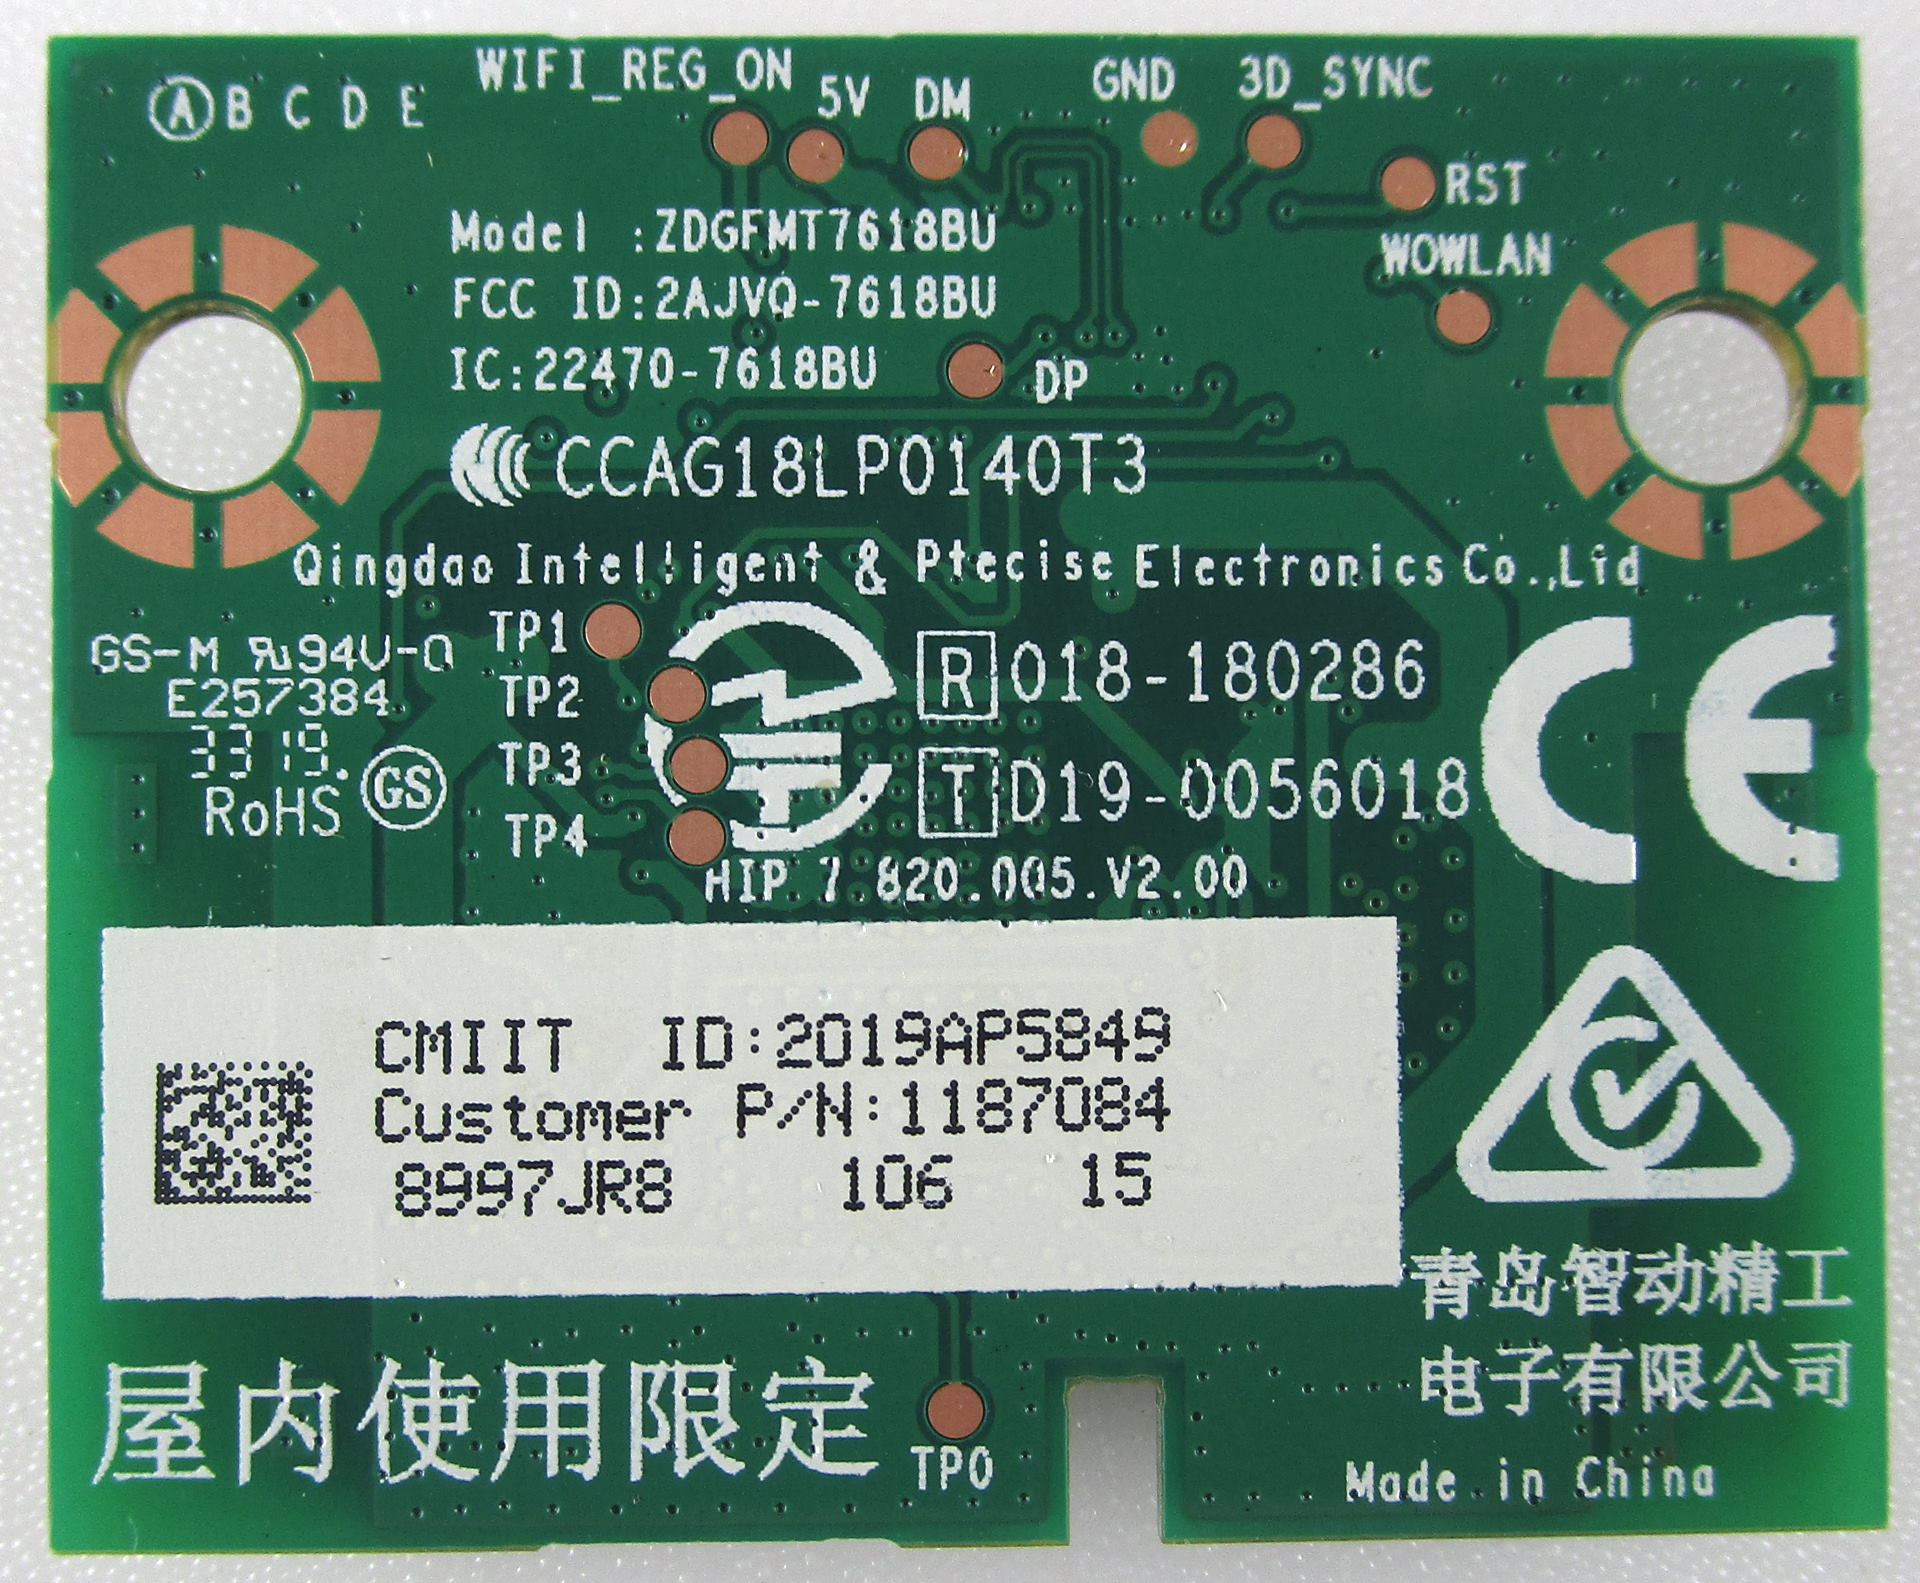 A B C D E
WIFI_REG_ON
5V
DM
GND
3D_SYNC
RST
WOWLAN
Model :ZDGFMT7618BU
FCC ID:2AJVQ-7618BU
IC:22470-7618BU
DP
CCAG18LP0140T3
Qingdao Intelligent & Ptecise Electronics Co.,Ltd
GS-M 94V-0
E257384
3319.
RoHS GS
TP1
TP2
TP3
TP4
R 018-180286
T D19-0056018
CE
HIP 7 820.005.V2.00
CMIIT ID:2019AP5849
Customer P/N:1187084
8997JR8 106 15
青岛智动精工
电子有限公司
屋内使用限定
TP0
Made in China